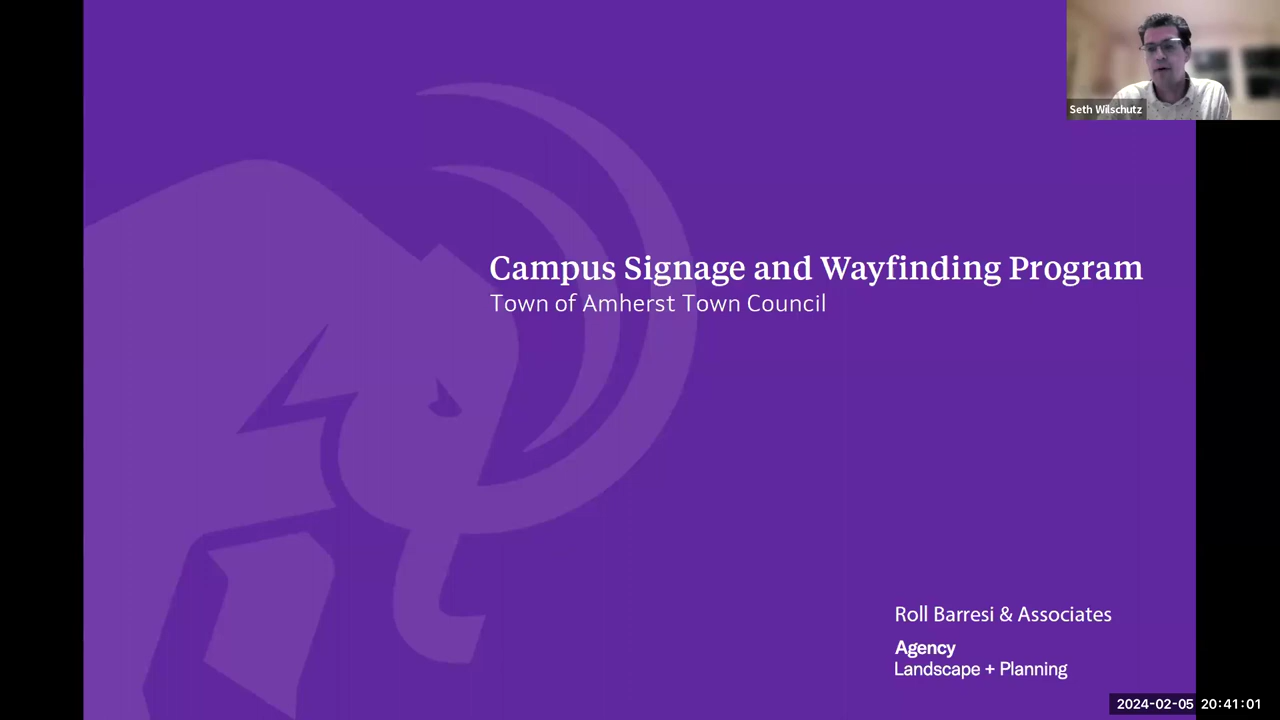 Seth Wilschutz
Campus Signage and Wayfinding Program
Town of Amherst Town Council
Roll Barresi & Associates
Agency
Landscape + Planning
2024-02-05 20:41:01